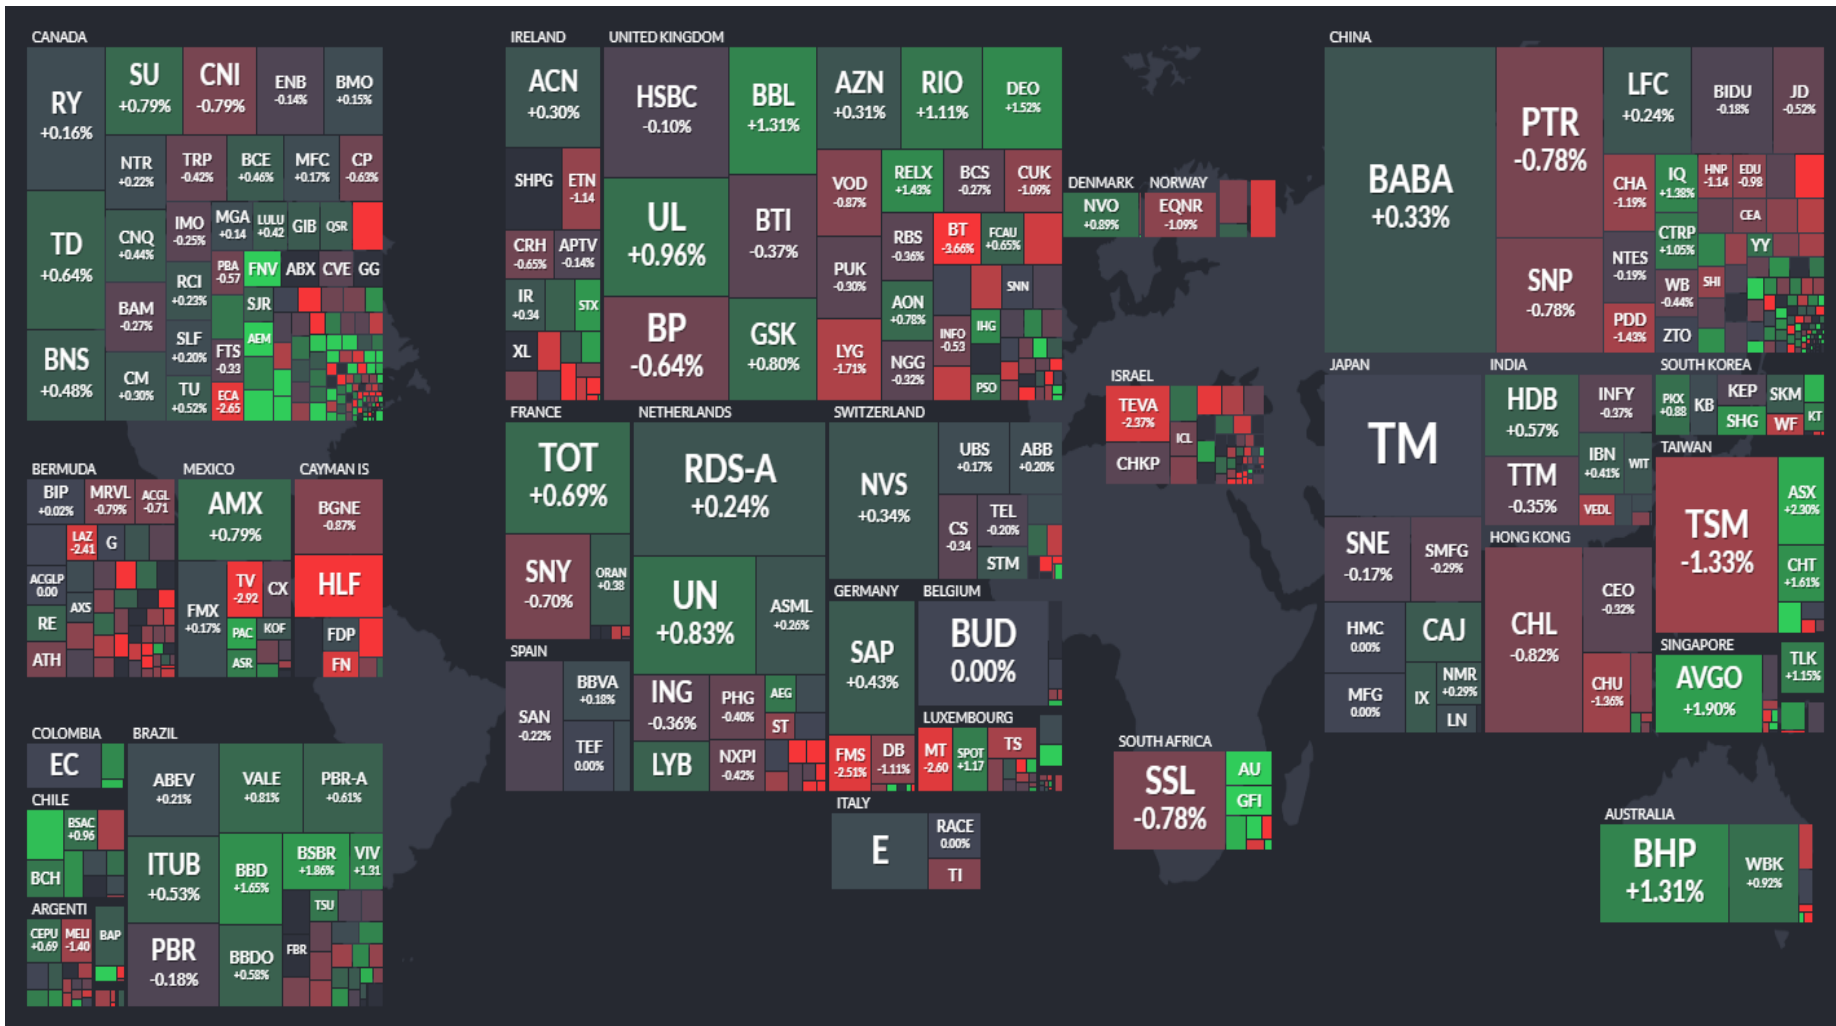 CANADA
RY
+0.16%
SU
+0.79%
CNI
-0.79%
ENB
-0.14%
BMO
+0.15%
NTR
+0.22%
TRP
-0.42%
BCE
+0.46%
MFC
+0.17%
CP
-0.63%
TD
+0.64%
CNQ
+0.44%
IMO
-0.25%
MGA
+0.14
LULU
+0.42
GIB
QSR
RCI
+0.23%
PBA
-0.57
FNV
ABX
CVE
GG
BAM
-0.27%
SJR
SLF
+0.20%
AEM
BNS
+0.48%
CM
+0.30%
FTS
-0.33
TU
+0.52%
ECA
-2.65
BERMUDA
BIP
+0.02%
MRVL
-0.79%
ACGL
-0.71
LAZ
-2.41
G
ACGLP
0.00
AXS
RE
ATH
MEXICO
AMX
+0.79%
FMX
+0.17%
TV
-2.92
CX
PAC
KOF
ASR
CAYMAN IS
BGNE
-0.87%
HLF
FDP
FN
COLOMBIA
EC
CHILE
BSAC
+0.96
BCH
ARGENTI
CEPU
+0.69
MELI
-1.40
BAP
BRAZIL
ABEV
+0.21%
VALE
+0.81%
PBR-A
+0.61%
ITUB
+0.53%
BBD
+1.65%
BSBR
+1.86%
VIV
+1.31
TSU
PBR
-0.18%
BBDO
+0.58%
FBR
IRELAND
ACN
+0.30%
SHPG
ETN
-1.14
CRH
-0.65%
APTV
-0.14%
IR
+0.34
STX
XL
UNITED KINGDOM
HSBC
-0.10%
BBL
+1.31%
AZN
+0.31%
RIO
+1.11%
DEO
+1.52%
UL
+0.96%
BTI
-0.37%
VOD
-0.87%
RELX
+1.43%
BCS
-0.27%
CUK
-1.09%
RBS
-0.36%
BT
-3.66%
FCAU
+0.65%
PUK
-0.30%
SNN
AON
+0.78%
BP
-0.64%
GSK
+0.80%
LYG
-1.71%
INFO
-0.53
IHG
NGG
-0.32%
PSO
DENMARK
NVO
+0.89%
NORWAY
EQNR
-1.09%
FRANCE
TOT
+0.69%
SNY
-0.70%
ORAN
+0.38
SPAIN
SAN
-0.22%
BBVA
+0.18%
TEF
0.00%
NETHERLANDS
RDS-A
+0.24%
UN
+0.83%
ASML
+0.26%
ING
-0.36%
PHG
-0.40%
AEG
ST
LYB
NXPI
-0.42%
SWITZERLAND
NVS
+0.34%
UBS
+0.17%
ABB
+0.20%
CS
-0.34
TEL
-0.20%
STM
GERMANY
SAP
+0.43%
FMS
-2.51%
DB
-1.11%
BELGIUM
BUD
0.00%
LUXEMBOURG
MT
-2.60
SPOT
+1.17
TS
ITALY
E
RACE
0.00%
TI
ISRAEL
TEVA
-2.37%
ICL
CHKP
SOUTH AFRICA
SSL
-0.78%
AU
GFI
CHINA
BABA
+0.33%
PTR
-0.78%
LFC
+0.24%
BIDU
-0.18%
JD
-0.52%
CHA
-1.19%
IQ
+1.38%
HNP
-1.14
EDU
-0.98
CEA
CTRP
+1.05%
YY
SNP
-0.78%
NTES
-0.19%
WB
-0.44%
SHI
PDD
-1.43%
ZTO
JAPAN
TM
SNE
-0.17%
SMFG
-0.29%
HMC
0.00%
CAJ
MFG
0.00%
IX
NMR
+0.29%
LN
INDIA
HDB
+0.57%
INFY
-0.37%
TTM
-0.35%
IBN
+0.41%
WIT
VEDL
SOUTH KOREA
PKX
+0.88
KB
KEP
SKM
SHG
WF
KT
TAIWAN
TSM
-1.33%
ASX
+2.30%
CHT
+1.61%
HONG KONG
CHL
-0.82%
CEO
-0.32%
CHU
-1.36%
SINGAPORE
AVGO
+1.90%
TLK
+1.15%
AUSTRALIA
BHP
+1.31%
WBK
+0.92%